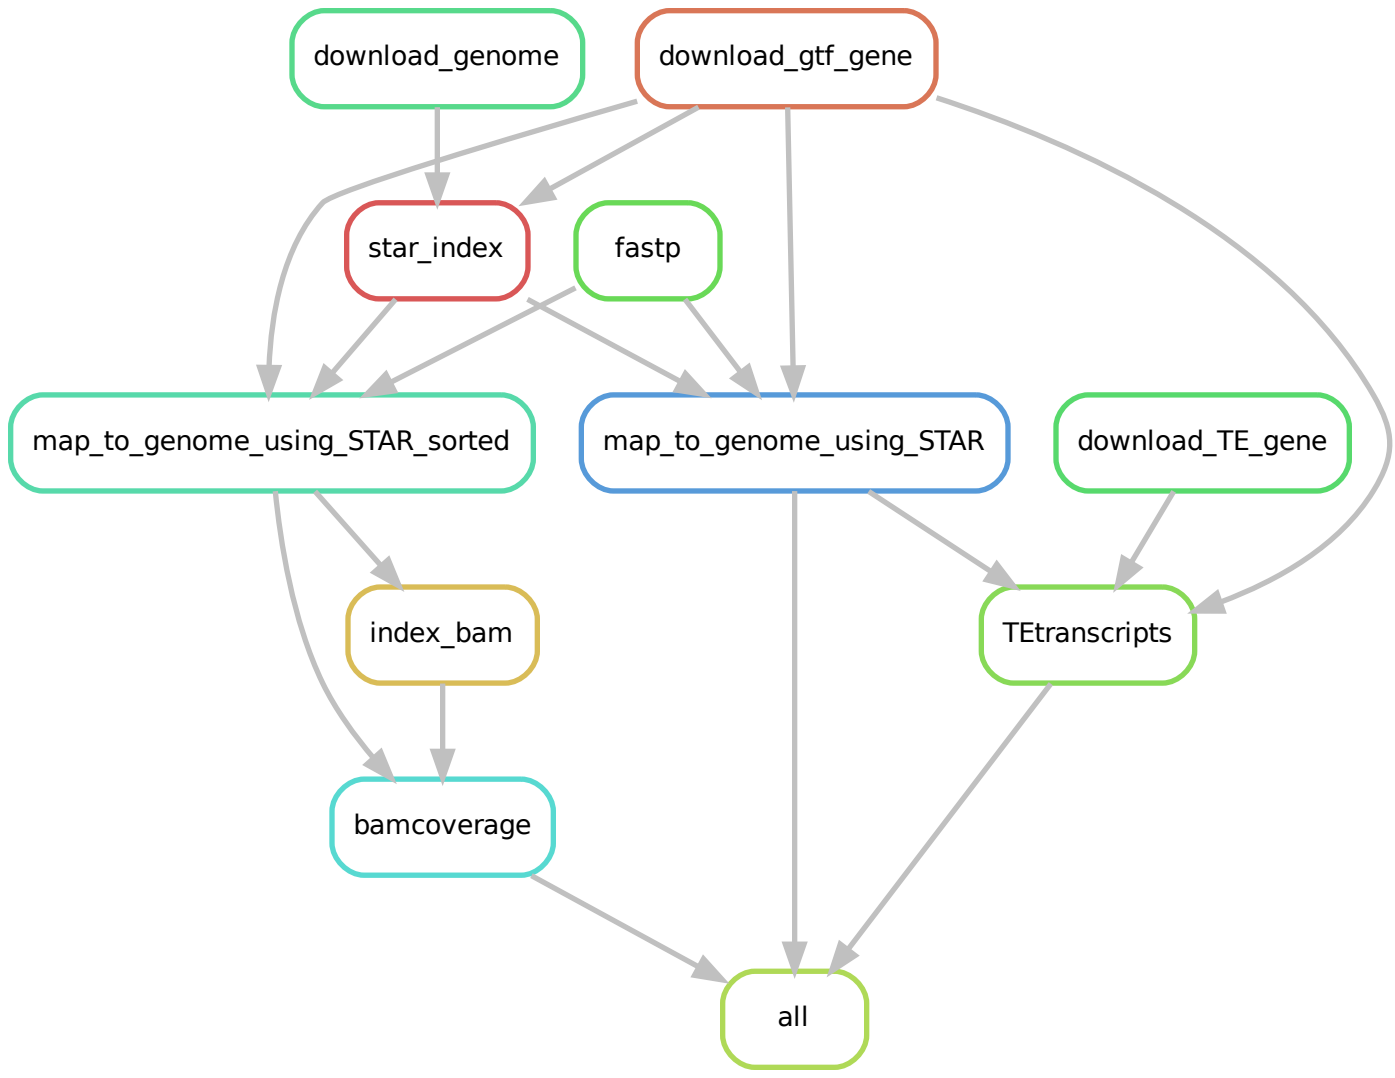 download_genome
download_gtf_gene
star_index
fastp
map_to_genome_using_STAR_sorted
map_to_genome_using_STAR
download_TE_gene
index_bam
TEtranscripts
bamcoverage
all